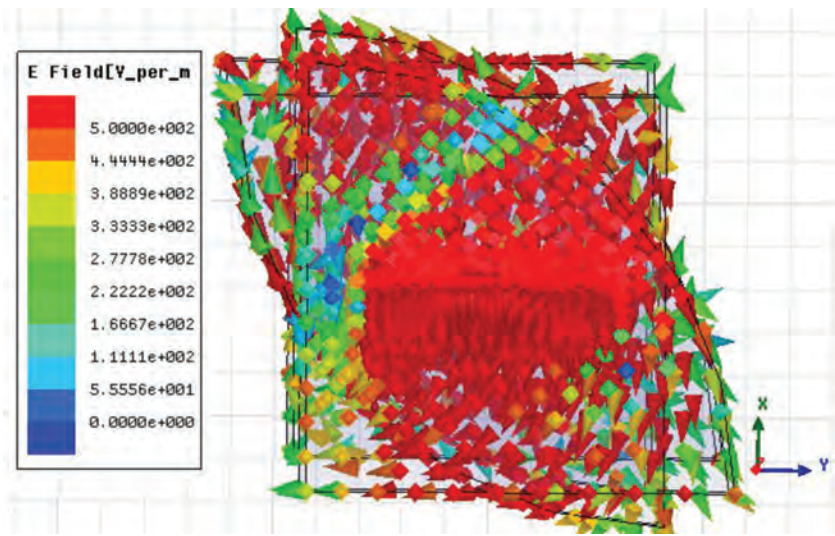 E Field[V_per_m
5.0000e+002
4.4444e+002
3.8889e+002
3.3333e+002
2.7778e+002
2.2222e+002
1.6667e+002
1.1111e+002
5.5556e+001
0.0000e+000
X
Y